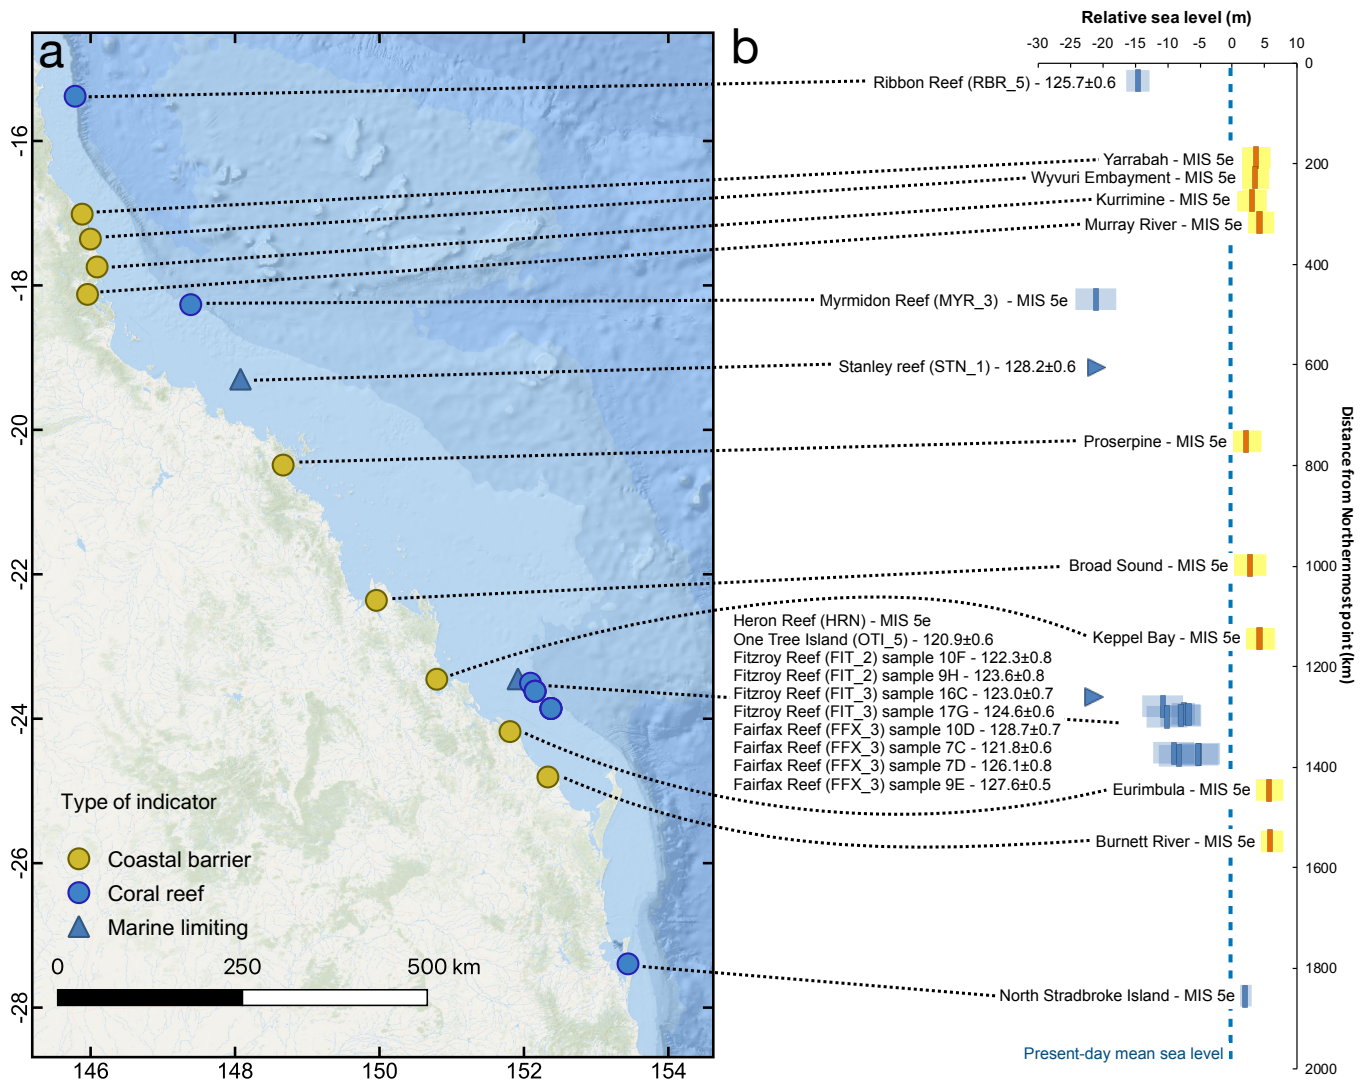 a
b
Relative sea level (m)
-30 -25 -20 -15 -10 -5 0 5 10
0
Ribbon Reef (RBR_5) - 125.7±0.6
-16
Yarrabah - MIS 5e
200
Wyvuri Embayment - MIS 5e
Kurrimine - MIS 5e
Murray River - MIS 5e
400
-18
Myrmidon Reef (MYR_3) - MIS 5e
Stanley reef (STN_1) - 128.2±0.6
600
-20
Proserpine - MIS 5e
800
Distance from Northernmost point (km)
-22
Broad Sound - MIS 5e
1000
Heron Reef (HRN) - MIS 5e
One Tree Island (OTI_5) - 120.9±0.6
Keppel Bay - MIS 5e
Fitzroy Reef (FIT_2) sample 10F - 122.3±0.8
1200
Fitzroy Reef (FIT_2) sample 9H - 123.6±0.8
Fitzroy Reef (FIT_3) sample 16C - 123.0±0.7
Fitzroy Reef (FIT_3) sample 17G - 124.6±0.6
-24
Fairfax Reef (FFX_3) sample 10D - 128.7±0.7
Fairfax Reef (FFX_3) sample 7C - 121.8±0.6
Fairfax Reef (FFX_3) sample 7D - 126.1±0.8
1400
Fairfax Reef (FFX_3) sample 9E - 127.6±0.5
Eurimbula - MIS 5e
Burnett River - MIS 5e
1600
Type of indicator
Coastal barrier
-26
Coral reef
Marine limiting
0 250 500 km
1800
North Stradbroke Island - MIS 5e
-28
Present-day mean sea level
2000
146 148 150 152 154